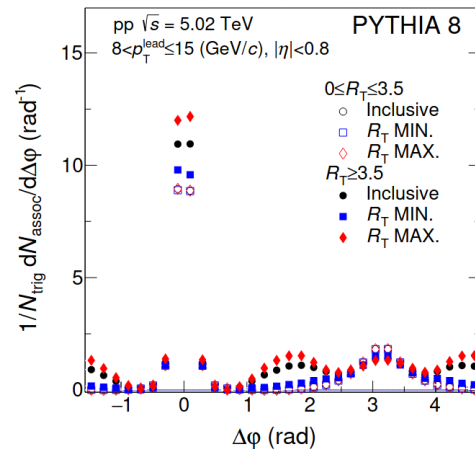 pp √s = 5.02 TeV
PYTHIA 8
8<p_T^lead≤15 (GeV/c), |η|<0.8
0≤R_T≤3.5
Inclusive
R_T MIN.
R_T MAX.
R_T≥3.5
Inclusive
R_T MIN.
R_T MAX.
1/N_trig dN_assoc/dΔφ (rad⁻¹)
15
10
5
0
−1 0 1 2 3 4
Δφ (rad)